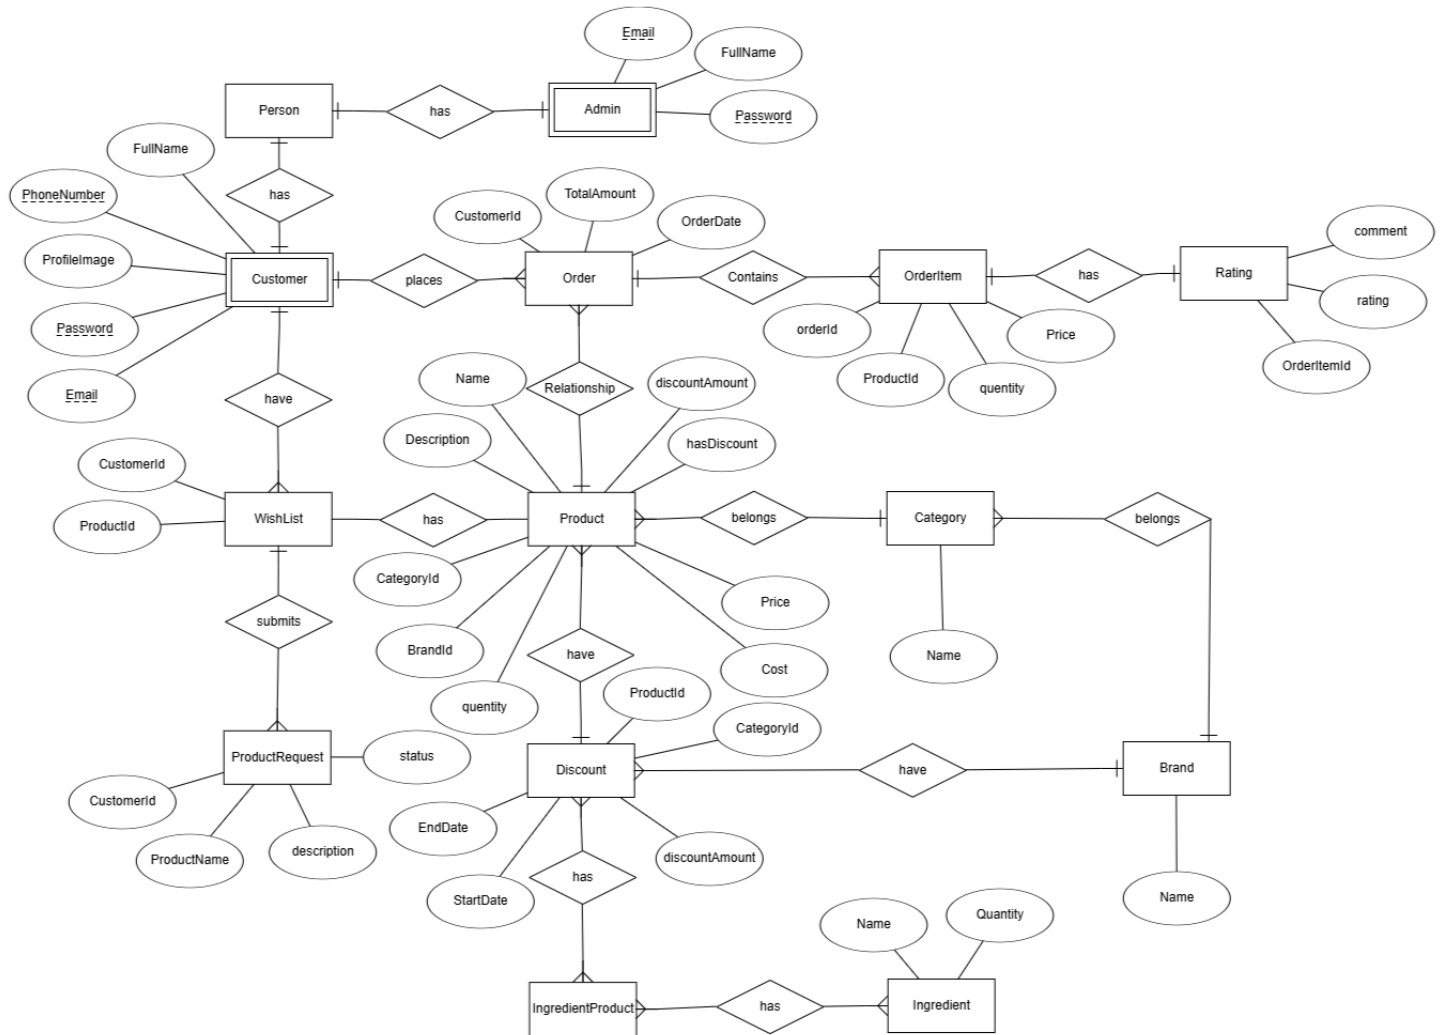 Email
FullName
Person
has
Admin
Password
FullName
PhoneNumber
has
TotalAmount
CustomerId
OrderDate
comment
ProfileImage
Customer
places
Order
Contains
OrderItem
has
Rating
rating
Password
orderId
Price
OrderItemId
ProductId
quentity
Email
have
Name
Relationship
discountAmount
Description
hasDiscount
CustomerId
ProductId
WishList
has
Product
belongs
Category
belongs
CategoryId
Price
submits
BrandId
have
Cost
Name
quentity
ProductId
CategoryId
ProductRequest
status
Discount
have
Brand
CustomerId
EndDate
ProductName
description
discountAmount
has
StartDate
Name
Name
Quantity
IngredientProduct
has
Ingredient